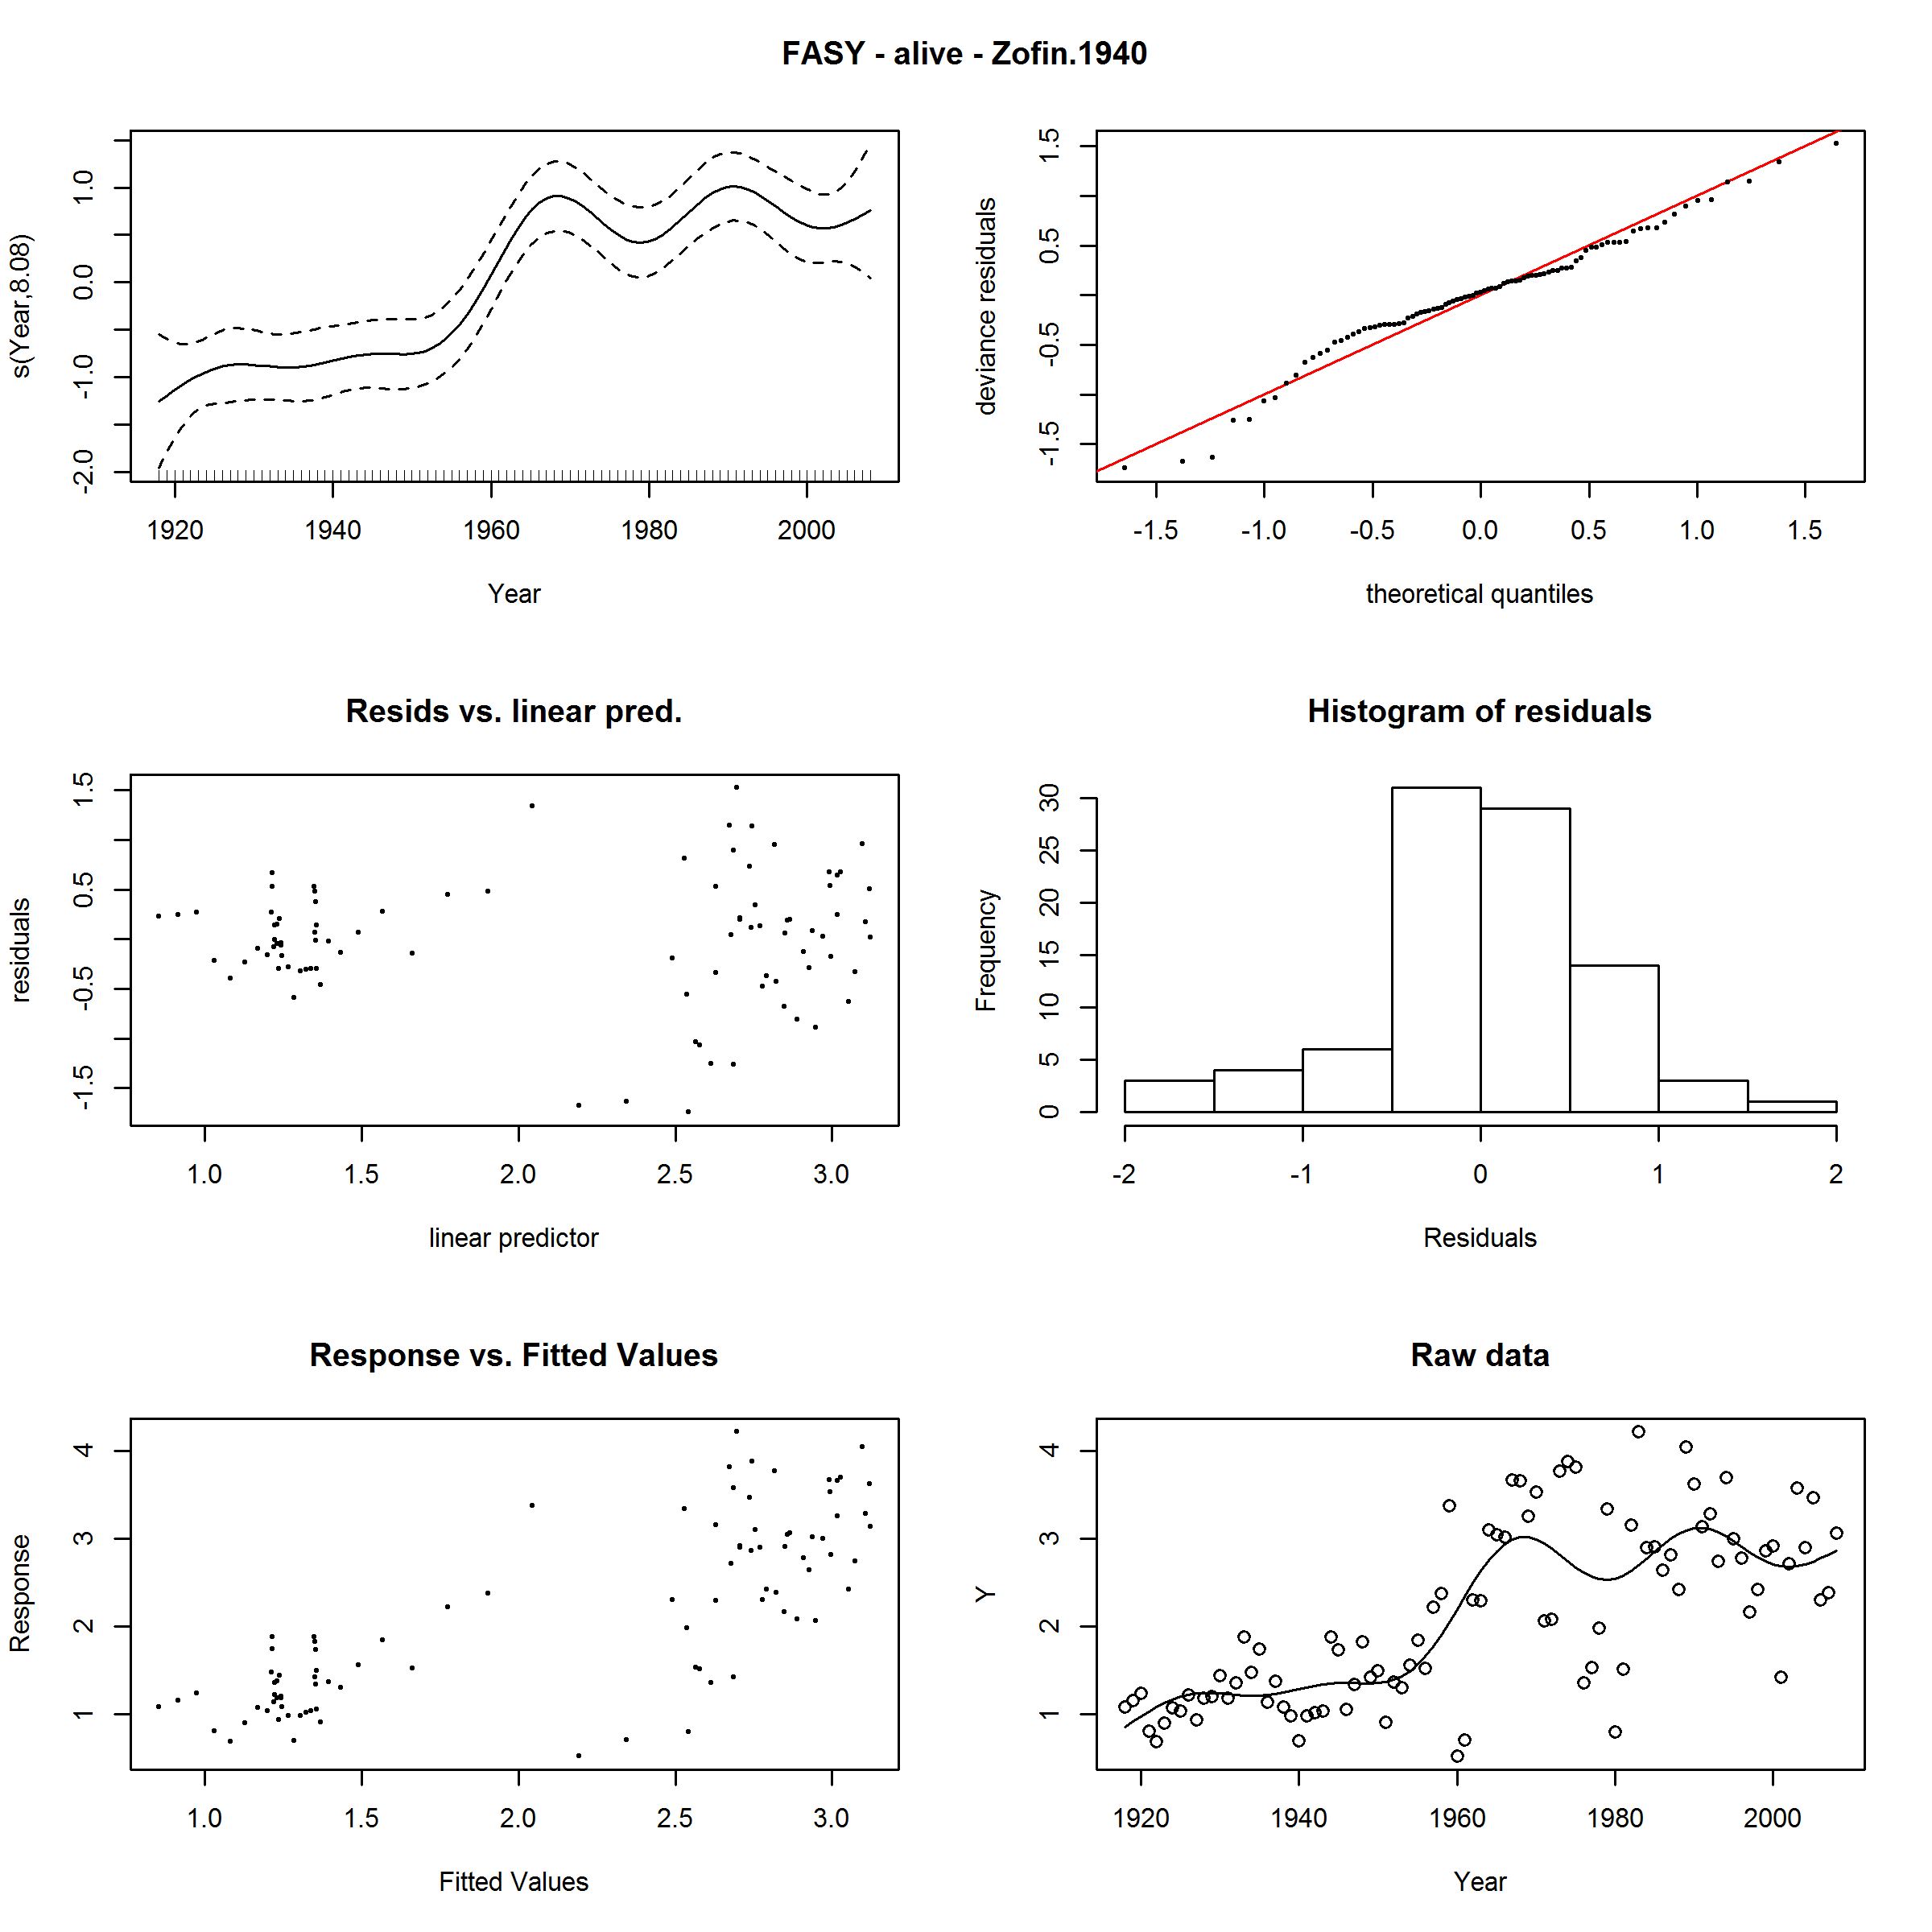 FASY - alive - Zofin.1940
s(Year,8.08)
-2.0 -1.0 0.0 1.0
1920 1940 1960 1980 2000
Year
deviance residuals
-1.5 -0.5 0.5 1.5
-1.5 -1.0 -0.5 0.0 0.5 1.0 1.5
theoretical quantiles
Resids vs. linear pred.
residuals
-1.5 -0.5 0.5 1.5
1.0 1.5 2.0 2.5 3.0
linear predictor
Histogram of residuals
Frequency
0 5 10 15 20 25 30
-2 -1 0 1 2
Residuals
Response vs. Fitted Values
Response
1 2 3 4
1.0 1.5 2.0 2.5 3.0
Fitted Values
Raw data
Y
1 2 3 4
1920 1940 1960 1980 2000
Year